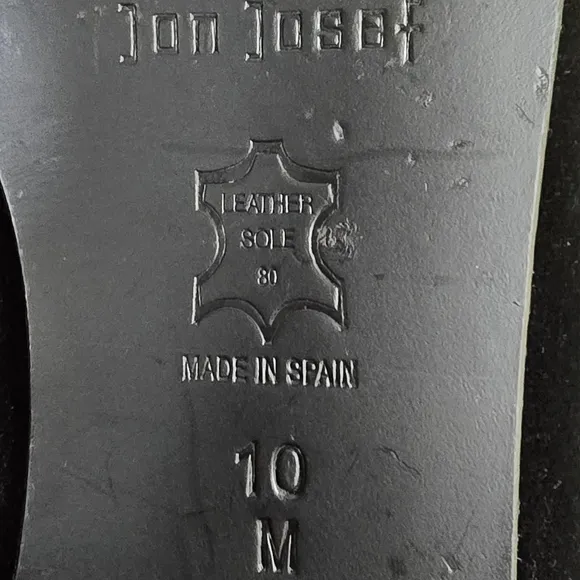 Jon Josef
LEATHER
SOLE
80
MADE IN SPAIN
10
M